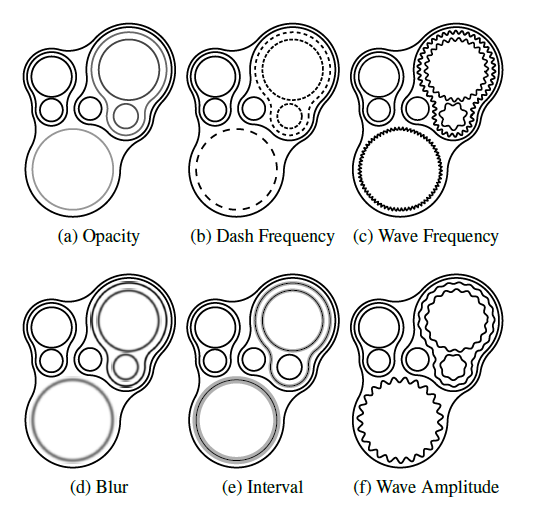 (a) Opacity (b) Dash Frequency (c) Wave Frequency
(d) Blur (e) Interval (f) Wave Amplitude